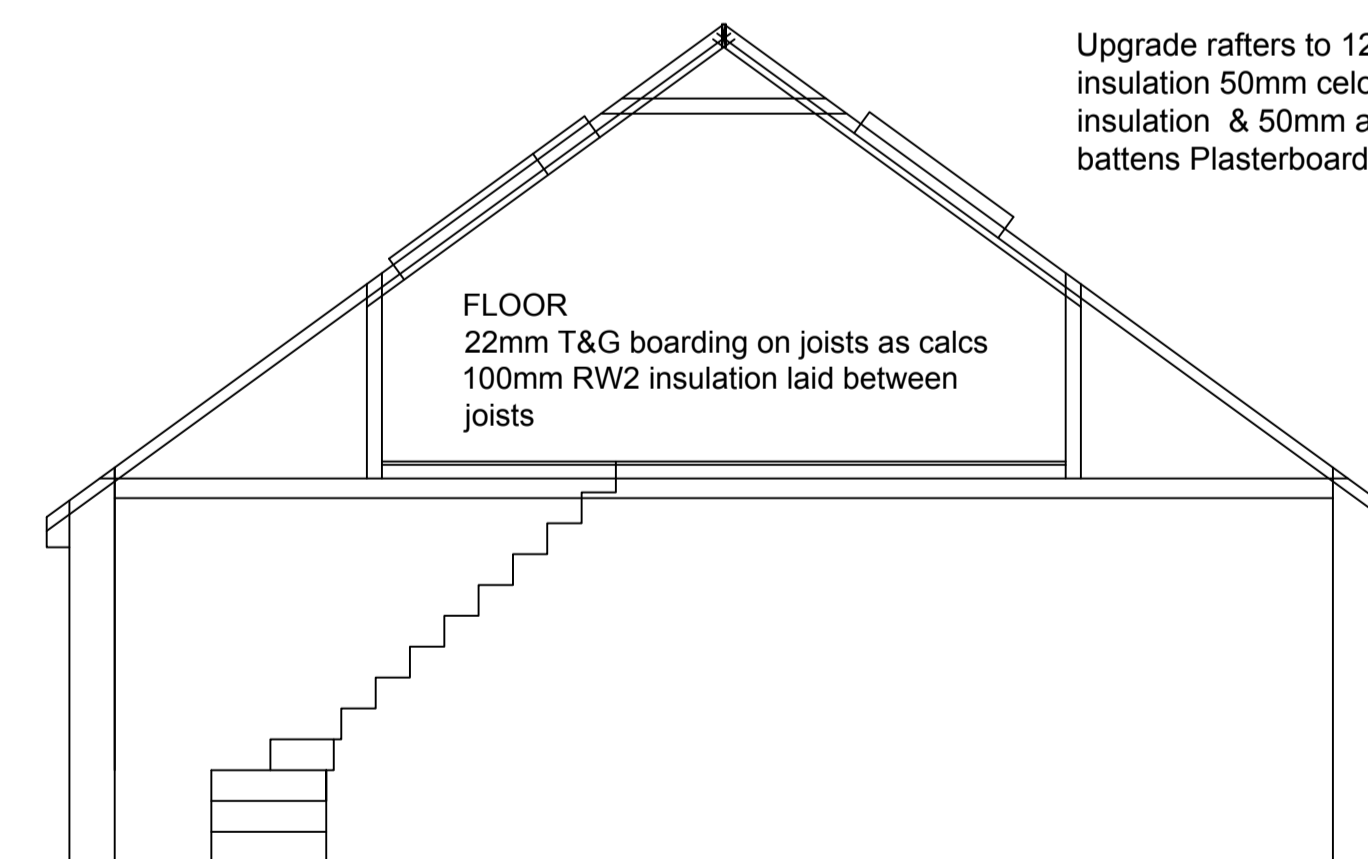 Upgrade rafters to 12
insulation 50mm celo
insulation & 50mm a
battens Plasterboard
FLOOR
22mm T&G boarding on joists as calcs
100mm RW2 insulation laid between
joists